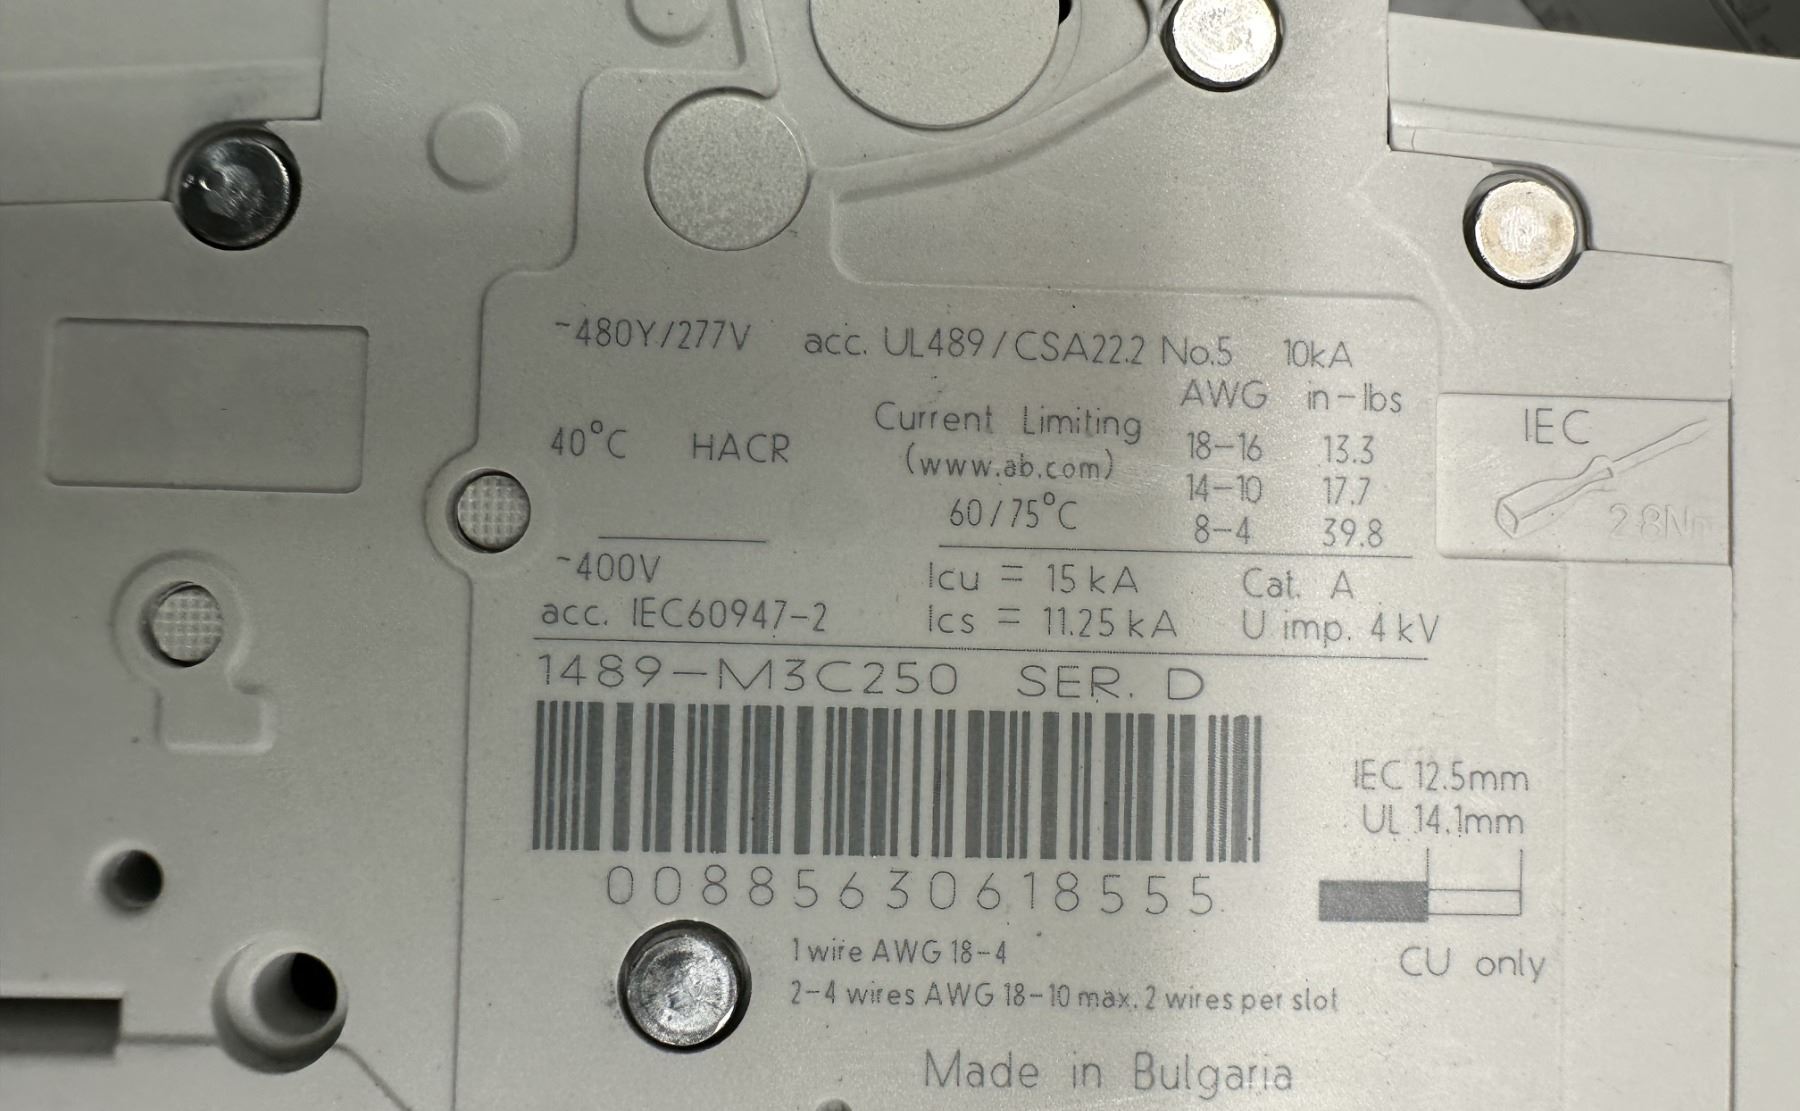 ~480Y/277V acc. UL489/CSA22.2 No.5 10kA
AWG in-lbs
40°C HACR Current Limiting 18-16 13.3
(www.ab.com) 14-10 17.7
60/75°C 8-4 39.8
IEC
2.8Nm
~400V Icu = 15 kA Cat. A
acc. IEC60947-2 Ics = 11.25 kA U imp. 4 kV
1489-M3C250 SER. D
IEC 12.5mm
UL 14.1mm
00885630618555
CU only
1 wire AWG 18-4
2-4 wires AWG 18-10 max. 2 wires per slot
Made in Bulgaria